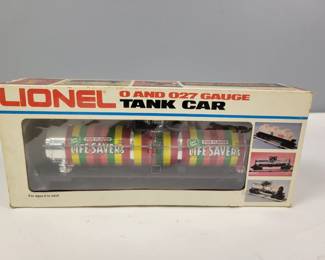 LIONEL
O AND O27 GAUGE
TANK CAR
LIFE SAVERS
LIFE SAVERS